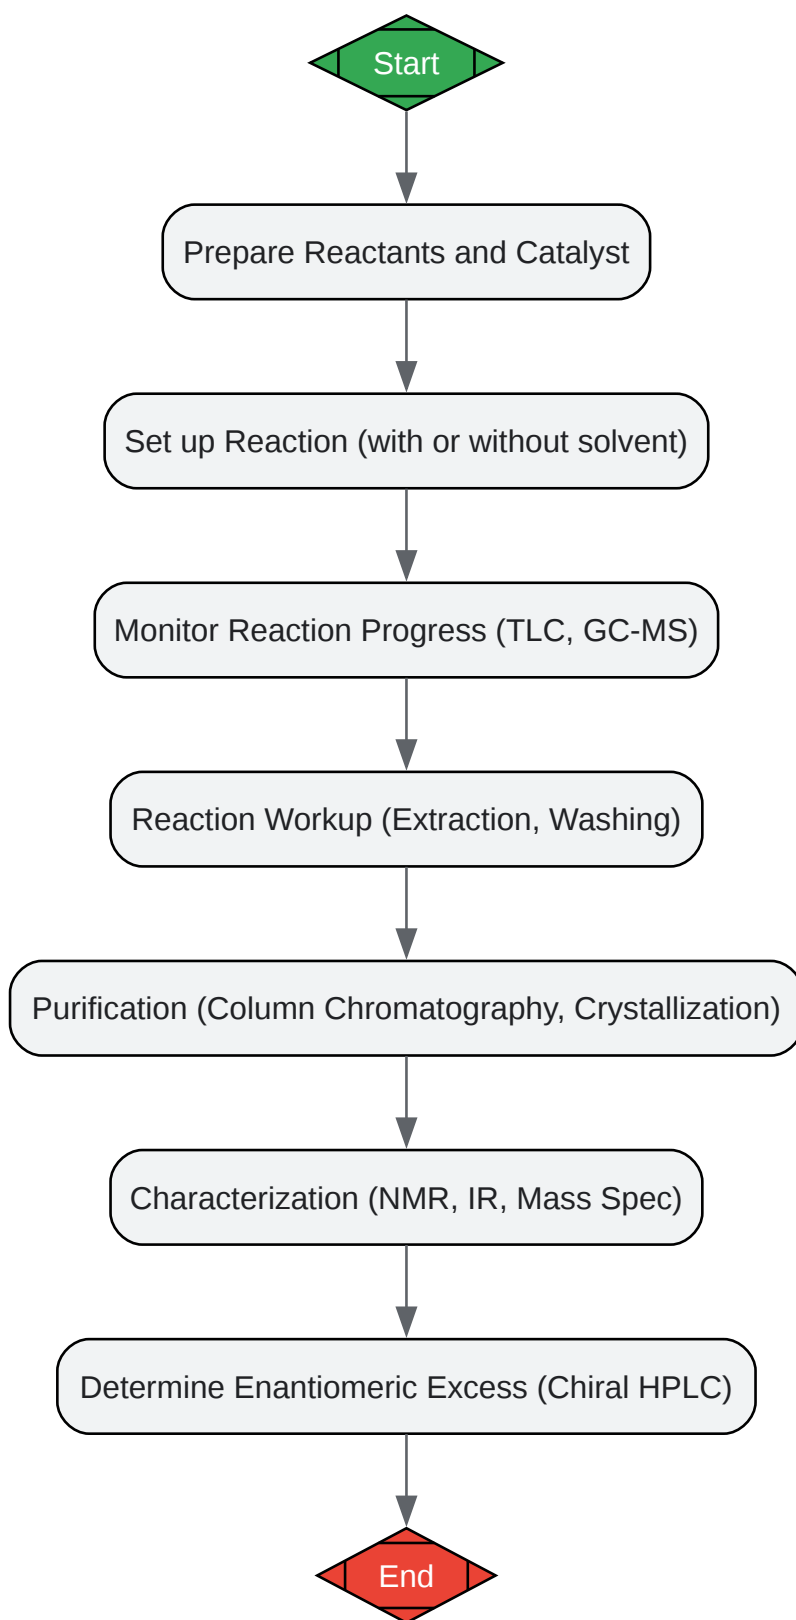 Start
Prepare Reactants and Catalyst
Set up Reaction (with or without solvent)
Monitor Reaction Progress (TLC, GC-MS)
Reaction Workup (Extraction, Washing)
Purification (Column Chromatography, Crystallization)
Characterization (NMR, IR, Mass Spec)
Determine Enantiomeric Excess (Chiral HPLC)
End